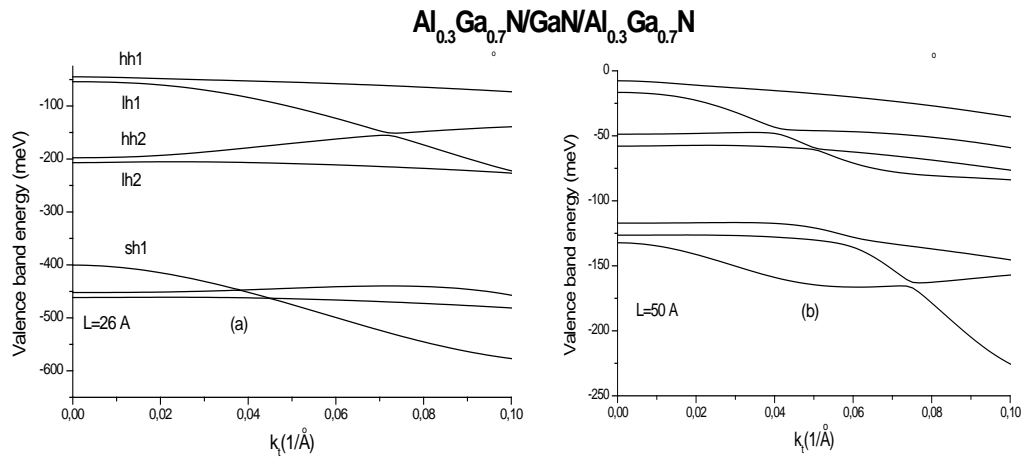 Al0.3Ga0.7N/GaN/Al0.3Ga0.7N
hh1
lh1
hh2
lh2
sh1
L=26 A
(a)
Valence band energy (meV)
-100
-200
-300
-400
-500
-600
0,00
0,02
0,04
0,06
0,08
0,10
kt(1/Å)
o
Valence band energy (meV)
0
-50
-100
-150
-200
-250
L=50 A
(b)
0,00
0,02
0,04
0,06
0,08
0,10
kt(1/Å)
o